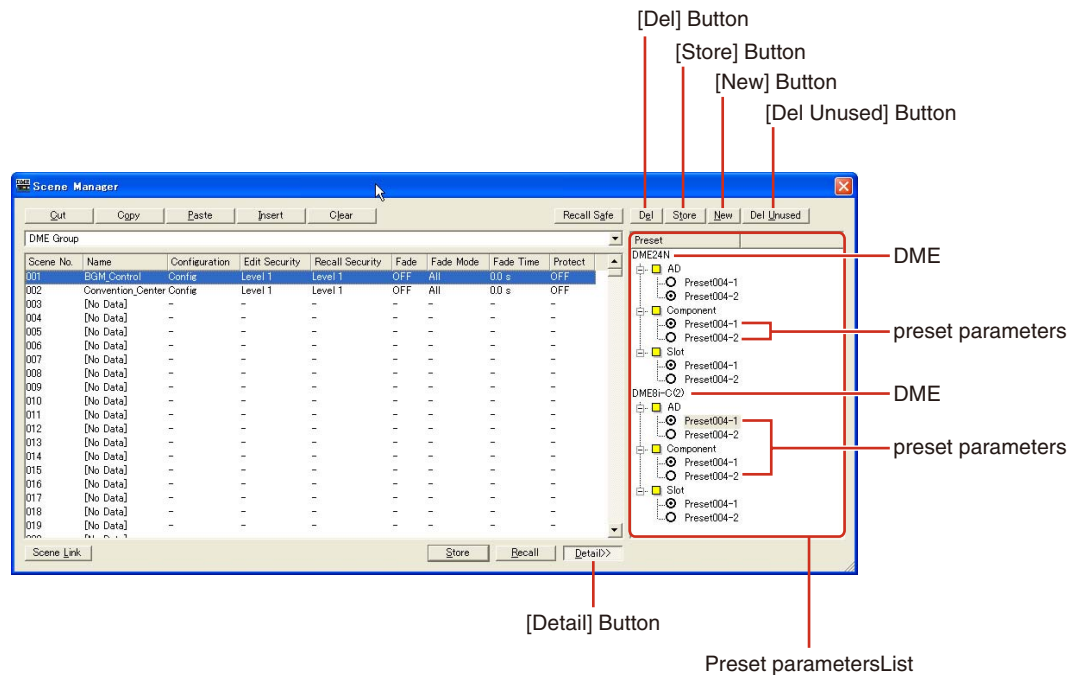 [Del] Button
[Store] Button
[New] Button
[Del Unused] Button
Scene Manager
Cut Copy Paste Insert Clear Recall Safe Del Store New Del Unused
DME Group
Preset
Scene No. Name Configuration Edit Security Recall Security Fade Fade Mode Fade Time Protect
001 BGM_Control Config Level 1 Level 1 OFF All 0.0 s OFF
002 Convention_Center Config Level 1 Level 1 OFF All 0.0 s OFF
003 [No Data] - - - - - - -
004 [No Data] - - - - - - -
005 [No Data] - - - - - - -
006 [No Data] - - - - - - -
007 [No Data] - - - - - - -
008 [No Data] - - - - - - -
009 [No Data] - - - - - - -
010 [No Data] - - - - - - -
011 [No Data] - - - - - - -
012 [No Data] - - - - - - -
013 [No Data] - - - - - - -
014 [No Data] - - - - - - -
015 [No Data] - - - - - - -
016 [No Data] - - - - - - -
017 [No Data] - - - - - - -
018 [No Data] - - - - - - -
019 [No Data] - - - - - - -
DME24N
AD
Preset004-1
Preset004-2
Component
Preset004-1
Preset004-2
Slot
Preset004-1
Preset004-2
DME8i-C(2)
AD
Preset004-1
Preset004-2
Component
Preset004-1
Preset004-2
Slot
Preset004-1
Preset004-2
DME
preset parameters
DME
preset parameters
Scene Link Store Recall Detail>>
[Detail] Button
Preset parametersList